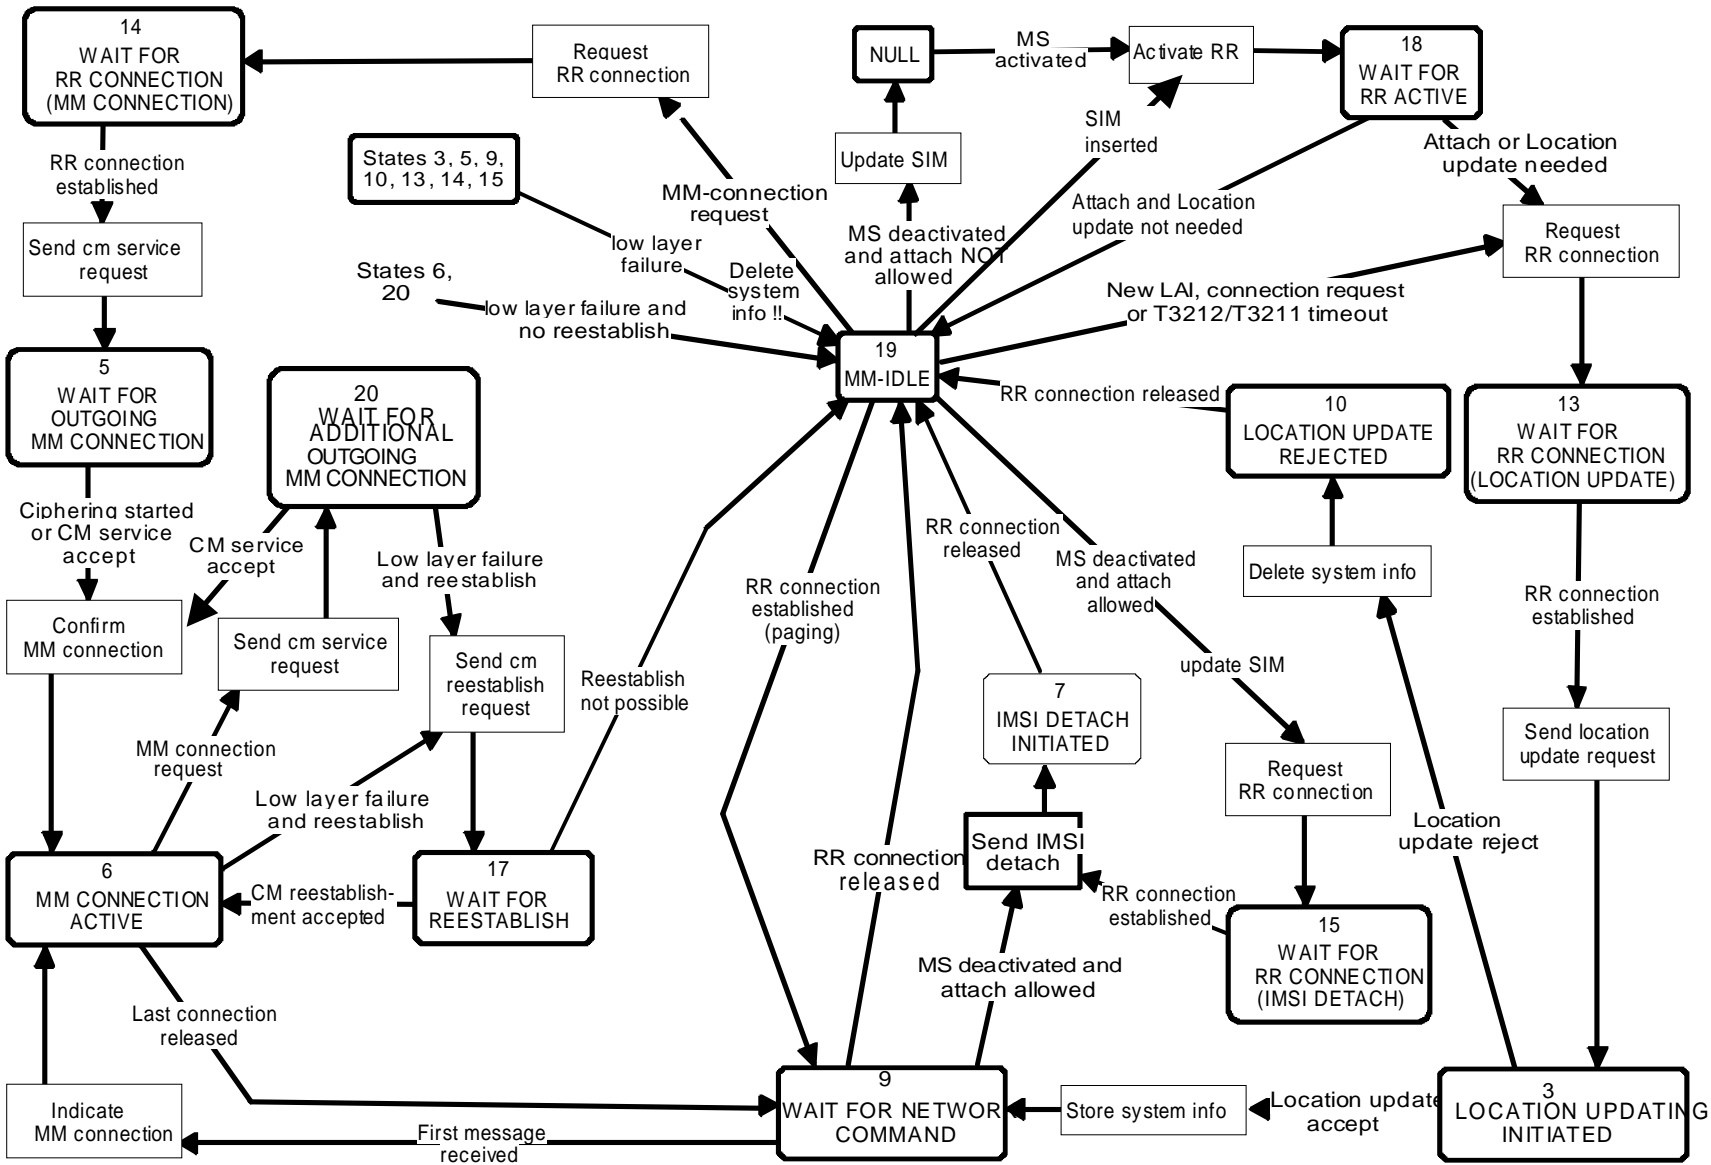 14
WAIT FOR
RR CONNECTION
(MM CONNECTION)
Request
RR connection
NULL
MS
activated
Activate RR
18
WAIT FOR
RR ACTIVE
RR connection
established
States 3, 5, 9,
10, 13, 14, 15
Update SIM
SIM
inserted
Attach or Location
update needed
MM-connection
request
Attach and Location
update not needed
Send cm service
request
low layer
failure
MS deactivated
and attach NOT
allowed
Request
RR connection
States 6,
20
Delete
system
info !!
low layer failure and
no reestablish
New LAI, connection request
or T3212/T3211 timeout
5
WAIT FOR
OUTGOING
MM CONNECTION
20
WAIT FOR
ADDITIONAL
OUTGOING
MM CONNECTION
19
MM-IDLE
RR connection released
10
LOCATION UPDATE
REJECTED
13
WAIT FOR
RR CONNECTION
(LOCATION UPDATE)
Ciphering started
or CM service
accept
CM service
accept
Low layer failure
and reestablish
RR connection
released
MS deactivated
and attach
allowed
Delete system info
RR connection
established
(paging)
RR connection
established
Confirm
MM connection
Send cm service
request
Send cm
reestablish
request
Reestablish
not possible
update SIM
7
IMSI DETACH
INITIATED
Send location
update request
MM connection
request
Request
RR connection
Low layer failure
and reestablish
Location
update reject
Send IMSI
detach
6
MM CONNECTION
ACTIVE
CM reestablish-
ment accepted
17
WAIT FOR
REESTABLISH
RR connection
released
RR connection
established
15
WAIT FOR
RR CONNECTION
(IMSI DETACH)
MS deactivated and
attach allowed
Last connection
released
Indicate
MM connection
First message
received
9
WAIT FOR NETWOR
COMMAND
Store system info
Location update
accept
3
LOCATION UPDATING
INITIATED